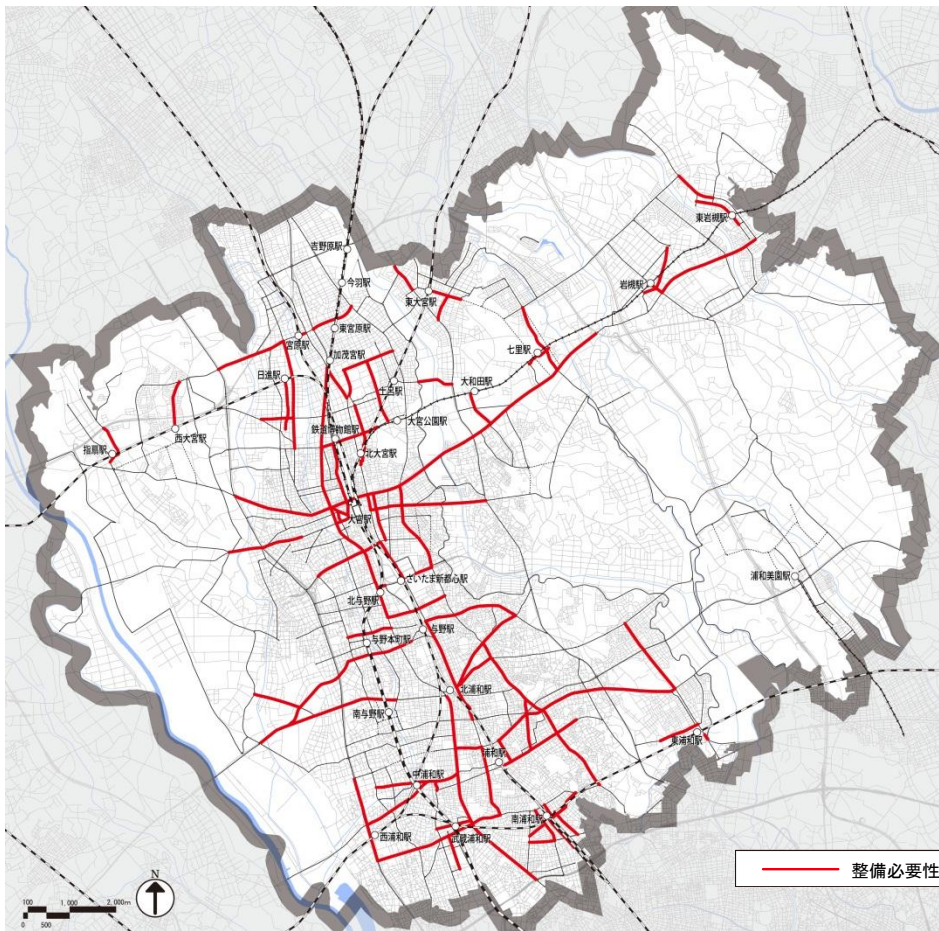 東岩槻駅
吉野原駅
今羽駅
岩槻駅
東大宮駅
東宮原駅
宮原駅
七里駅
加茂宮駅
日進駅
土呂駅
大和田駅
大宮公園駅
鉄道博物館駅
西大宮駅
指扇駅
北大宮駅
大宮駅
さいたま新都心駅
浦和美園駅
北与野駅
与野駅
与野本町駅
北浦和駅
南与野駅
東浦和駅
浦和駅
中浦和駅
南浦和駅
西浦和駅
武蔵浦和駅
整備必要性
N
100 1,000 2,000m
0 500